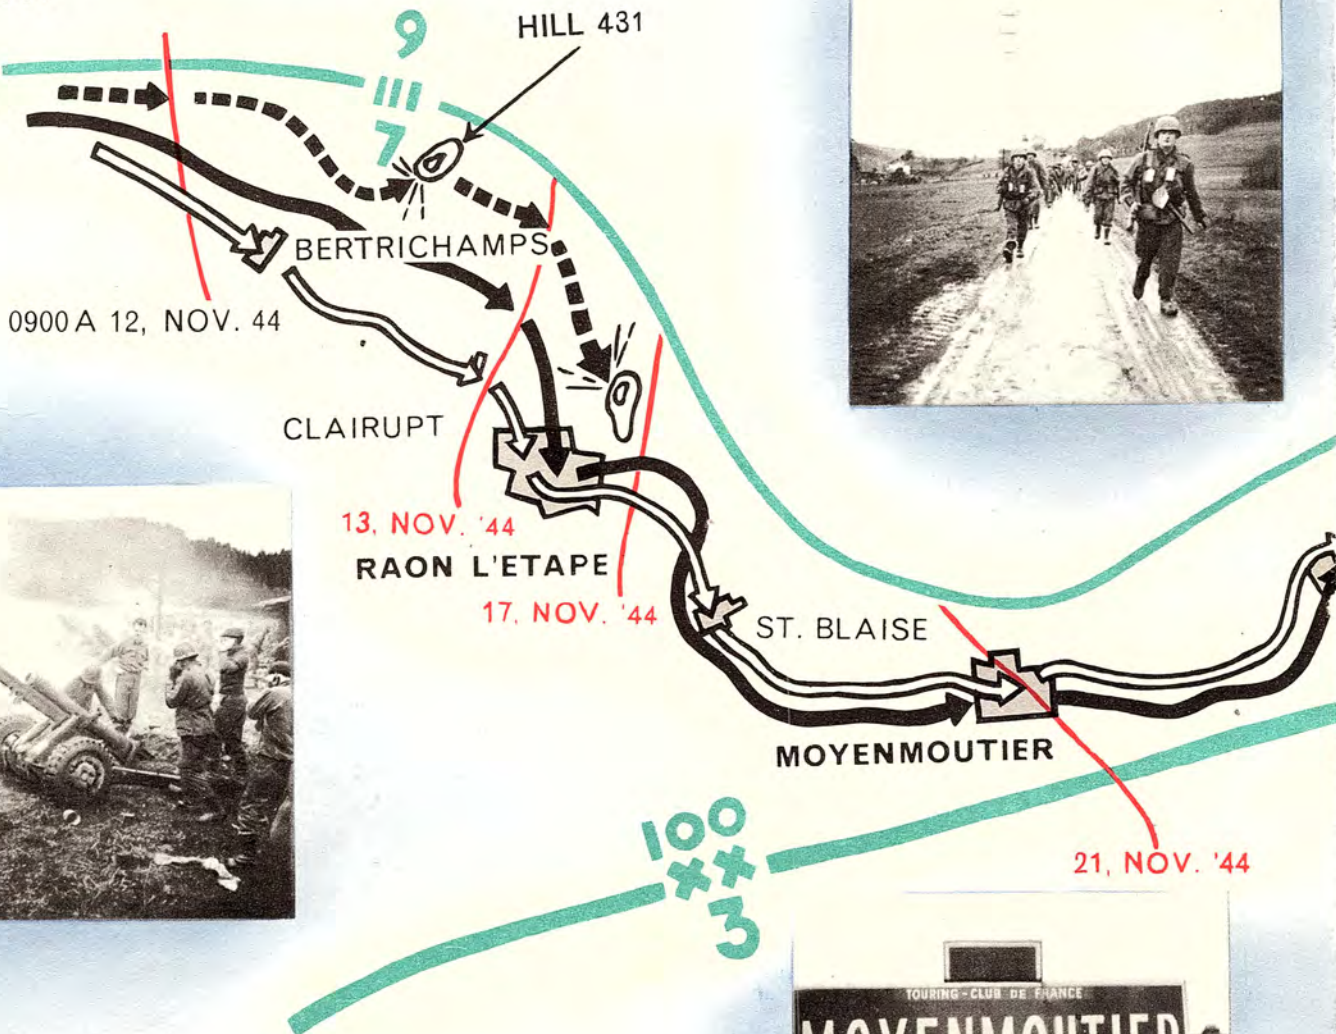 9
III
7
HILL 431
BERTRICHAMPS
0900 A 12, NOV. 44
CLAIRUPT
13, NOV. '44
RAON L'ETAPE
17, NOV. '44
ST. BLAISE
MOYENMOUTIER
100
XX
3
21, NOV. '44
TOURING-CLUB DE FRANCE
MOYENMOUTIER